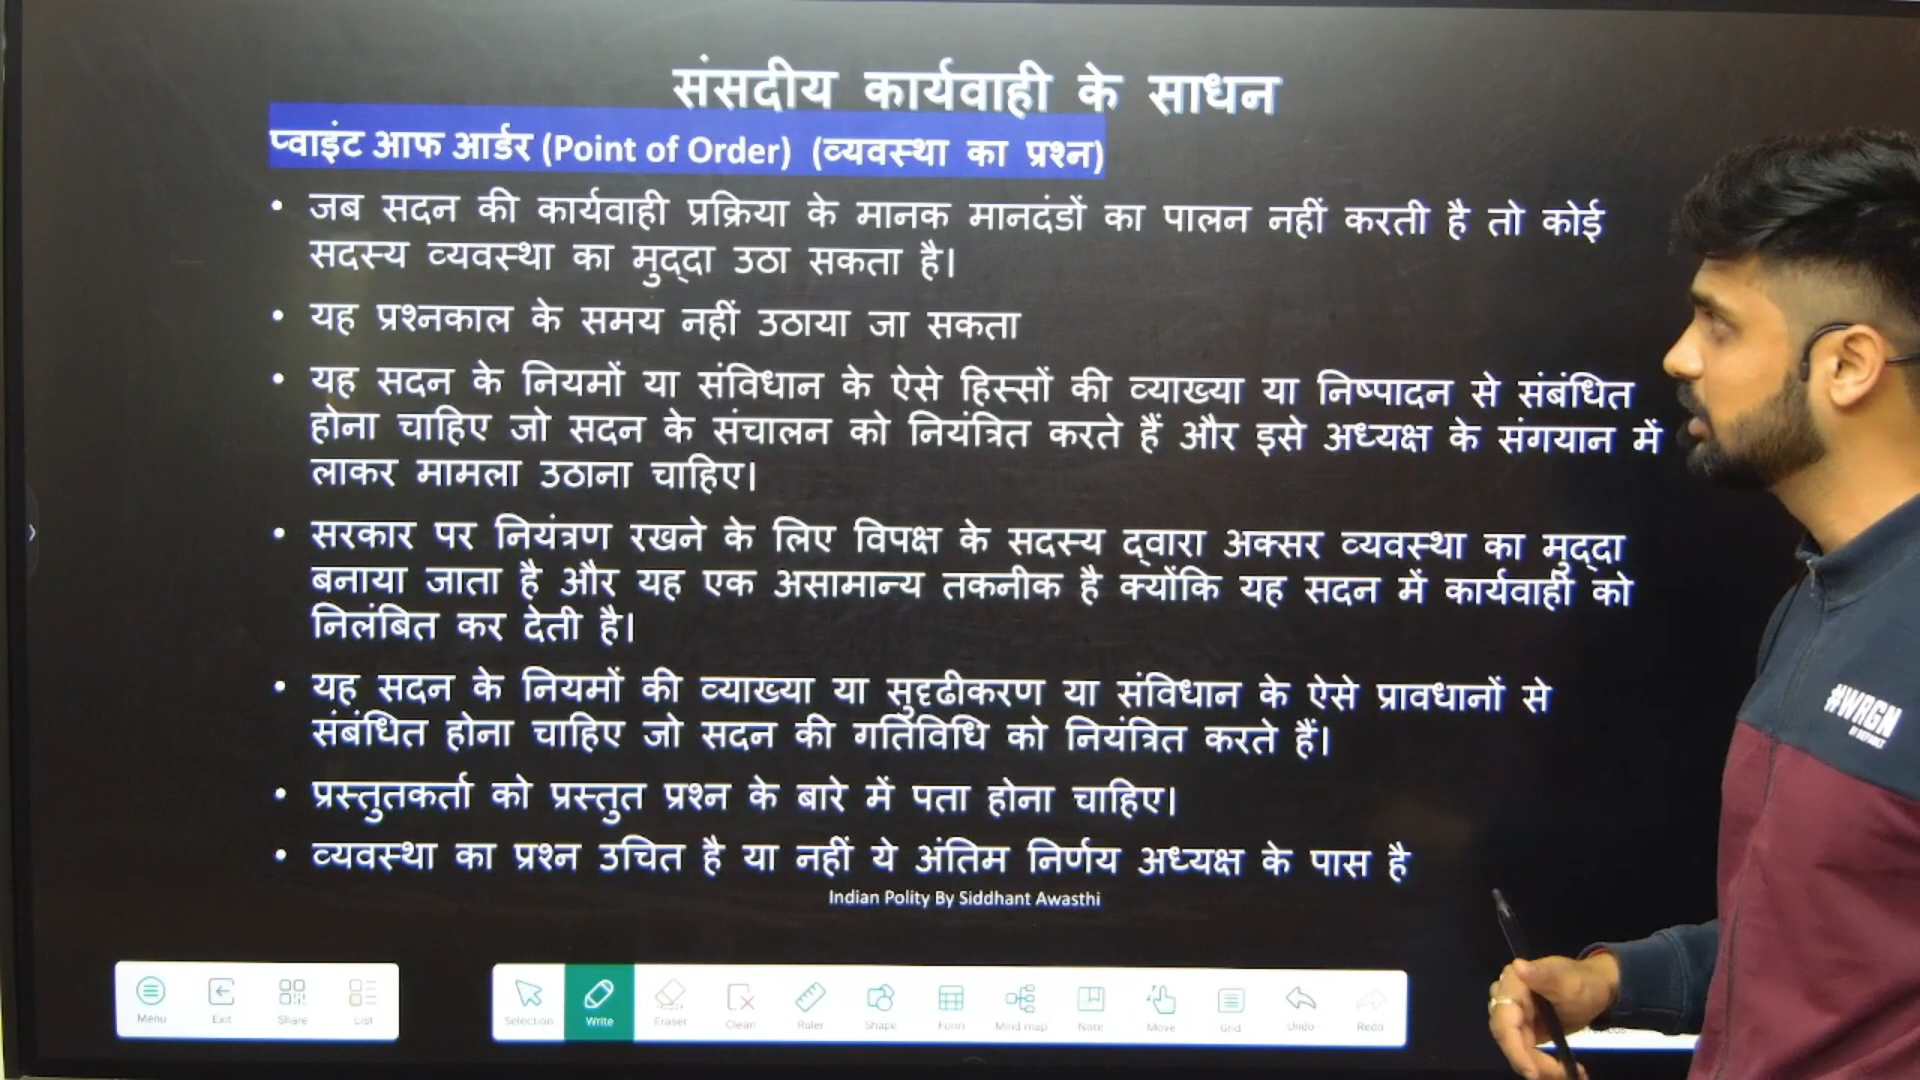 संसदीय कार्यवाही के साधन
प्वाइंट आफ आर्डर (Point of Order) (व्यवस्था का प्रश्न)
• जब सदन की कार्यवाही प्रक्रिया के मानक मानदंडों का पालन नहीं करती है तो कोई
सदस्य व्यवस्था का मुद्दा उठा सकता है।
• यह प्रश्नकाल के समय नहीं उठाया जा सकता
• यह सदन के नियमों या संविधान के ऐसे हिस्सों की व्याख्या या निष्पादन से संबंधित
होना चाहिए जो सदन के संचालन को नियंत्रित करते हैं और इसे अध्यक्ष के संगयान में
लाकर मामला उठाना चाहिए।
• सरकार पर नियंत्रण रखने के लिए विपक्ष के सदस्य द्वारा अक्सर व्यवस्था का मुद्दा
बनाया जाता है और यह एक असामान्य तकनीक है क्योंकि यह सदन में कार्यवाही को
निलंबित कर देती है।
• यह सदन के नियमों की व्याख्या या सुदृढीकरण या संविधान के ऐसे प्रावधानों से
संबंधित होना चाहिए जो सदन की गतिविधि को नियंत्रित करते हैं।
• प्रस्तुतकर्ता को प्रस्तुत प्रश्न के बारे में पता होना चाहिए।
• व्यवस्था का प्रश्न उचित है या नहीं ये अंतिम निर्णय अध्यक्ष के पास है
Indian Polity By Siddhant Awasthi
#WRGN
BY DEFAULT
Menu Exit Share List Selection Write Eraser Clean Ruler Shape Form Mind map Note Move Grid Undo Redo